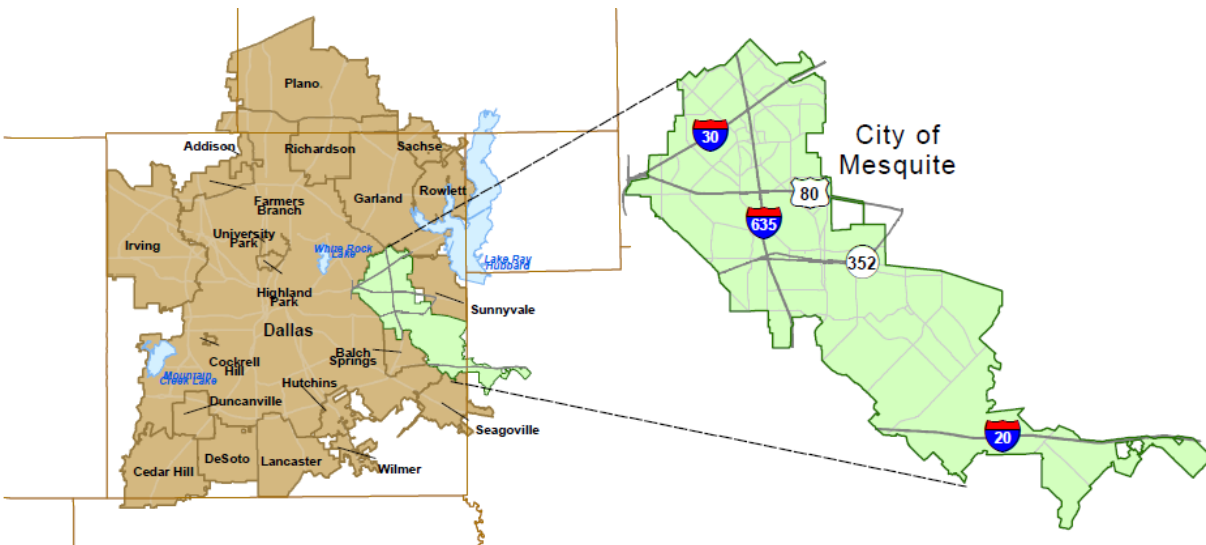 Plano
Addison
Richardson
Sachse
Garland
Rowlett
Farmers
Branch
University
Park
Irving
White Rock
Lake
Lake Ray
Hubbard
Highland
Park
Sunnyvale
Dallas
Balch
Springs
Cockrell
Hill
Mountain
Creek Lake
Hutchins
Duncanville
Seagoville
DeSoto
Lancaster
Cedar Hill
Wilmer
City of
Mesquite
30
80
635
352
20